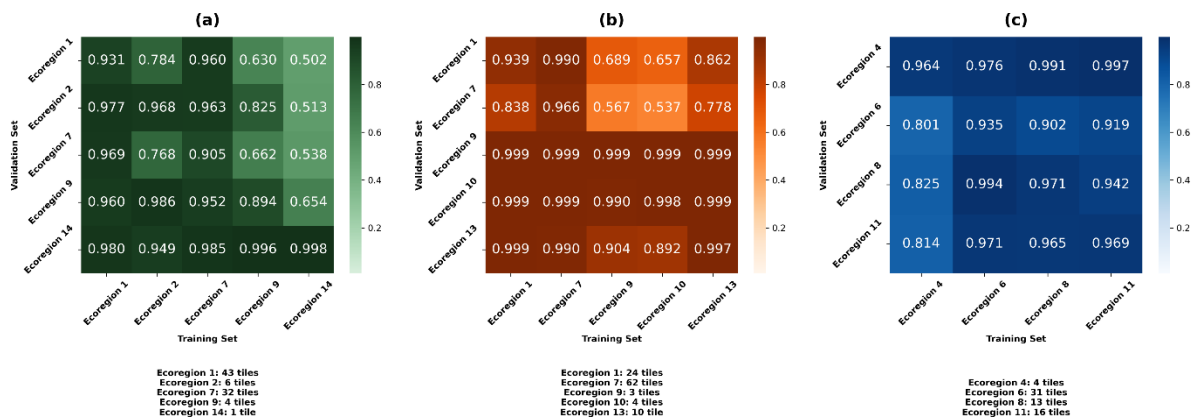 (a)
Validation Set
Ecoregion 1
0.931 0.784 0.960 0.630 0.502
Ecoregion 2
0.977 0.968 0.963 0.825 0.513
Ecoregion 7
0.969 0.768 0.905 0.662 0.538
Ecoregion 9
0.960 0.986 0.952 0.894 0.654
Ecoregion 14
0.980 0.949 0.985 0.996 0.998
Ecoregion 1 Ecoregion 2 Ecoregion 7 Ecoregion 9 Ecoregion 14
Training Set
0.8
0.6
0.4
0.2
Ecoregion 1: 43 tiles
Ecoregion 2: 6 tiles
Ecoregion 7: 32 tiles
Ecoregion 9: 4 tiles
Ecoregion 14: 1 tile
(b)
Validation Set
Ecoregion 1
0.939 0.990 0.689 0.657 0.862
Ecoregion 7
0.838 0.966 0.567 0.537 0.778
Ecoregion 9
0.999 0.999 0.999 0.999 0.999
Ecoregion 10
0.999 0.999 0.990 0.998 0.999
Ecoregion 13
0.999 0.990 0.904 0.892 0.997
Ecoregion 1 Ecoregion 7 Ecoregion 9 Ecoregion 10 Ecoregion 13
Training Set
0.8
0.6
0.4
0.2
Ecoregion 1: 24 tiles
Ecoregion 7: 62 tiles
Ecoregion 9: 3 tiles
Ecoregion 10: 4 tiles
Ecoregion 13: 10 tile
(c)
Validation Set
Ecoregion 4
0.964 0.976 0.991 0.997
Ecoregion 6
0.801 0.935 0.902 0.919
Ecoregion 8
0.825 0.994 0.971 0.942
Ecoregion 11
0.814 0.971 0.965 0.969
Ecoregion 4 Ecoregion 6 Ecoregion 8 Ecoregion 11
Training Set
0.8
0.6
0.4
0.2
Ecoregion 4: 4 tiles
Ecoregion 6: 31 tiles
Ecoregion 8: 13 tiles
Ecoregion 11: 16 tiles